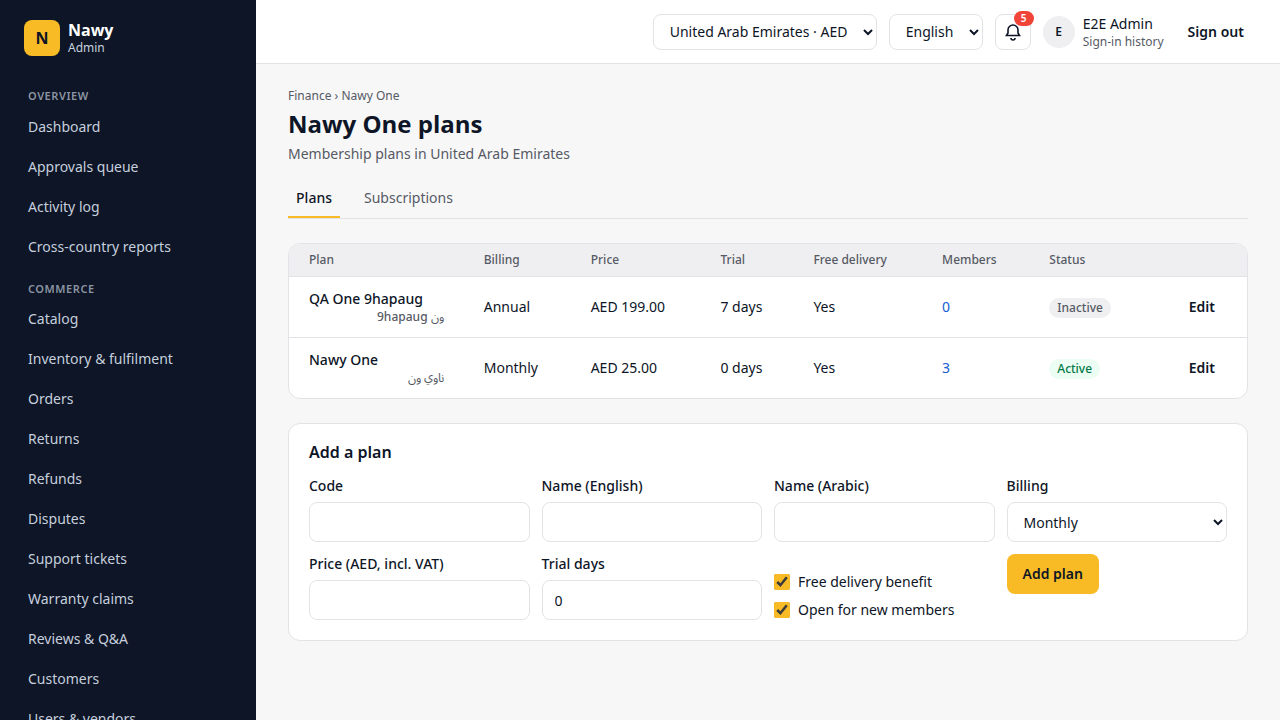 N
Nawy
Admin
OVERVIEW
Dashboard
Approvals queue
Activity log
Cross-country reports
COMMERCE
Catalog
Inventory & fulfilment
Orders
Returns
Refunds
Disputes
Support tickets
Warranty claims
Reviews & Q&A
Customers
Users & vendors
United Arab Emirates · AED
English
5
E
E2E Admin
Sign-in history
Sign out
Finance › Nawy One
Nawy One plans
Membership plans in United Arab Emirates
Plans Subscriptions
Plan Billing Price Trial Free delivery Members Status
QA One 9hapaug
ون 9hapaug
Annual AED 199.00 7 days Yes 0 Inactive Edit
Nawy One
ناوي ون
Monthly AED 25.00 0 days Yes 3 Active Edit
Add a plan
Code Name (English) Name (Arabic) Billing
Monthly
Price (AED, incl. VAT) Trial days
0
Free delivery benefit
Open for new members
Add plan